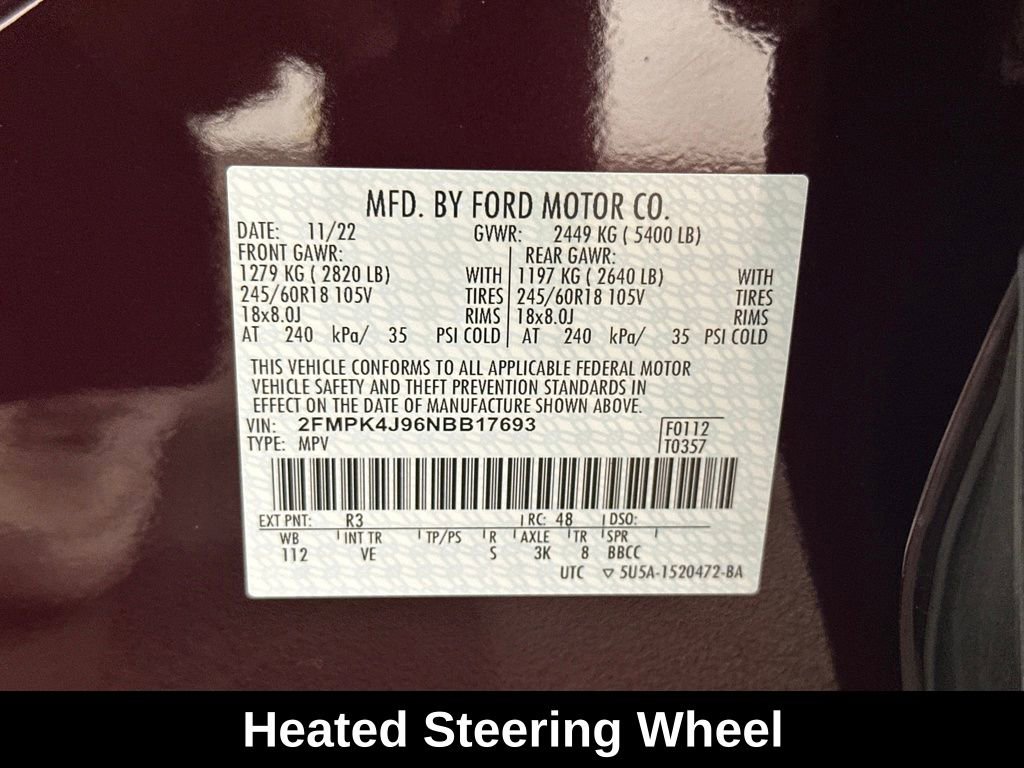 MFD. BY FORD MOTOR CO.
DATE: 11/22 GVWR: 2449 KG ( 5400 LB)
FRONT GAWR: REAR GAWR:
1279 KG ( 2820 LB) WITH 1197 KG ( 2640 LB) WITH
245/60R18 105V TIRES 245/60R18 105V TIRES
18x8.0J RIMS 18x8.0J RIMS
AT 240 kPa/ 35 PSI COLD AT 240 kPa/ 35 PSI COLD
THIS VEHICLE CONFORMS TO ALL APPLICABLE FEDERAL MOTOR
VEHICLE SAFETY AND THEFT PREVENTION STANDARDS IN
EFFECT ON THE DATE OF MANUFACTURE SHOWN ABOVE.
VIN: 2FMPK4J96NBB17693 F0112
TYPE: MPV T0357
EXT PNT: R3 RC: 48 DSO:
WB INT TR TP/PS R AXLE TR SPR
112 VE S 3K 8 BBCC
UTC ▽ 5U5A-1520472-BA
Heated Steering Wheel